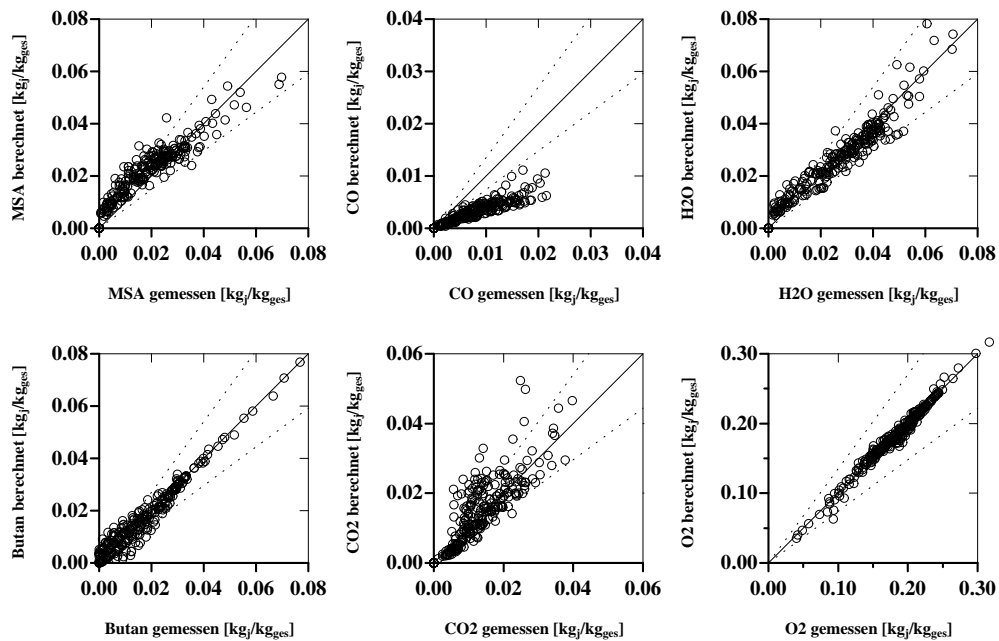 MSA berechnet [kgj/kgges]
0.08
0.06
0.04
0.02
0.00
0.00 0.02 0.04 0.06 0.08
MSA gemessen [kgj/kgges]
CO berechnet [kgj/kgges]
0.04
0.03
0.02
0.01
0.00
0.00 0.01 0.02 0.03 0.04
CO gemessen [kgj/kgges]
H2O berechnet [kgj/kgges]
0.08
0.06
0.04
0.02
0.00
0.00 0.02 0.04 0.06 0.08
H2O gemessen [kgj/kgges]
Butan berechnet [kgj/kgges]
0.08
0.04
0.02
0.00
0.00 0.02 0.04 0.06 0.08
Butan gemessen [kgj/kgges]
CO2 berechnet [kgj/kgges]
0.06
0.04
0.02
0.00
0.00 0.02 0.04 0.06
CO2 gemessen [kgj/kgges]
O2 berechnet [kgj/kgges]
0.30
0.20
0.10
0.00
0.00 0.10 0.20 0.30
O2 gemessen [kgj/kgges]